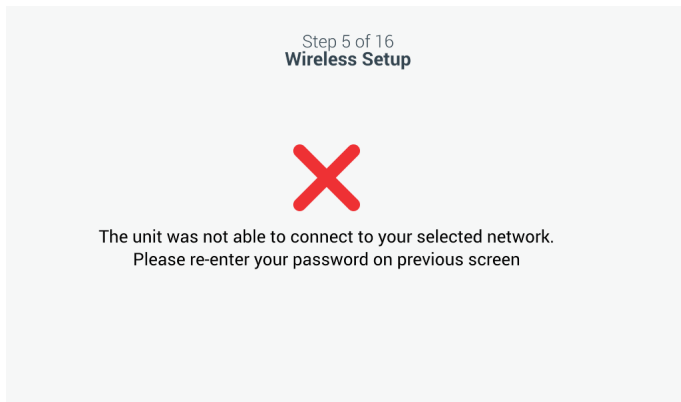 Step 5 of 16
Wireless Setup
The unit was not able to connect to your selected network.
Please re-enter your password on previous screen